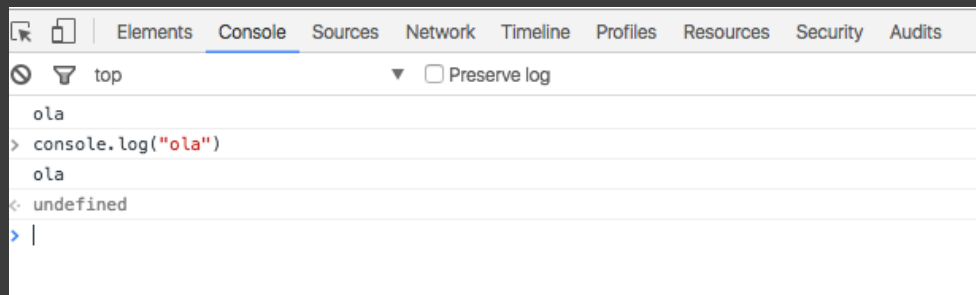 Elements Console Sources Network Timeline Profiles Resources Security Audits
top Preserve log
ola
> console.log("ola")
ola
undefined
>